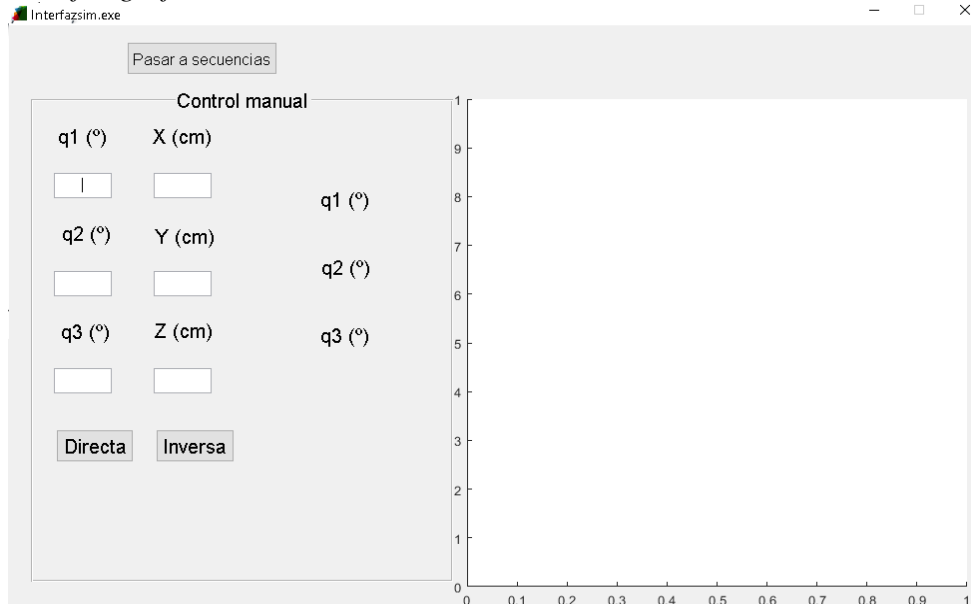 Interfazsim.exe
Pasar a secuencias
Control manual
q1 (º) X (cm)
q1 (º)
q2 (º) Y (cm)
q2 (º)
q3 (º) Z (cm)
q3 (º)
Directa Inversa
1
9
8
7
6
5
4
3
2
1
0
0 0.1 0.2 0.3 0.4 0.5 0.6 0.7 0.8 0.9 1